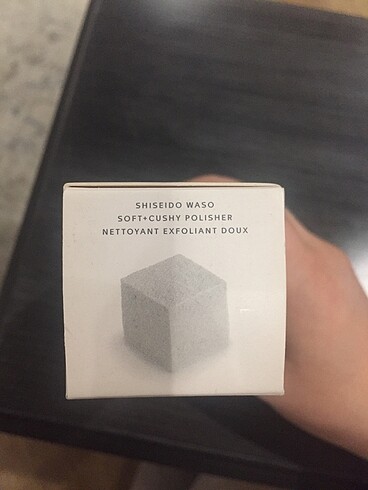 SHISEIDO WASO
SOFT+CUSHY POLISHER
NETTOYANT EXFOLIANT DOUX